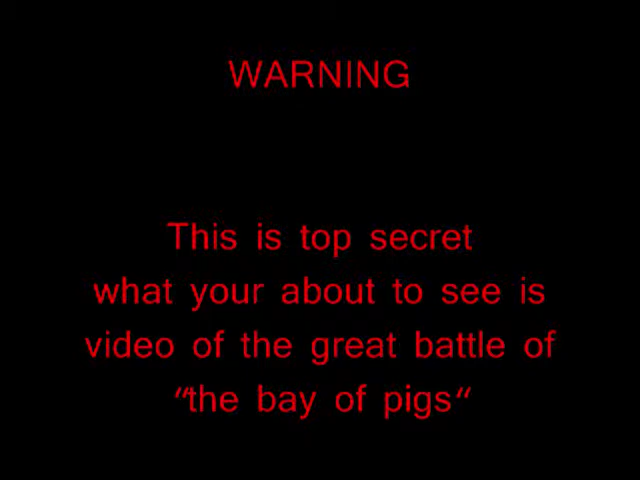 WARNING
This is top secret
what your about to see is
video of the great battle of
“the bay of pigs“